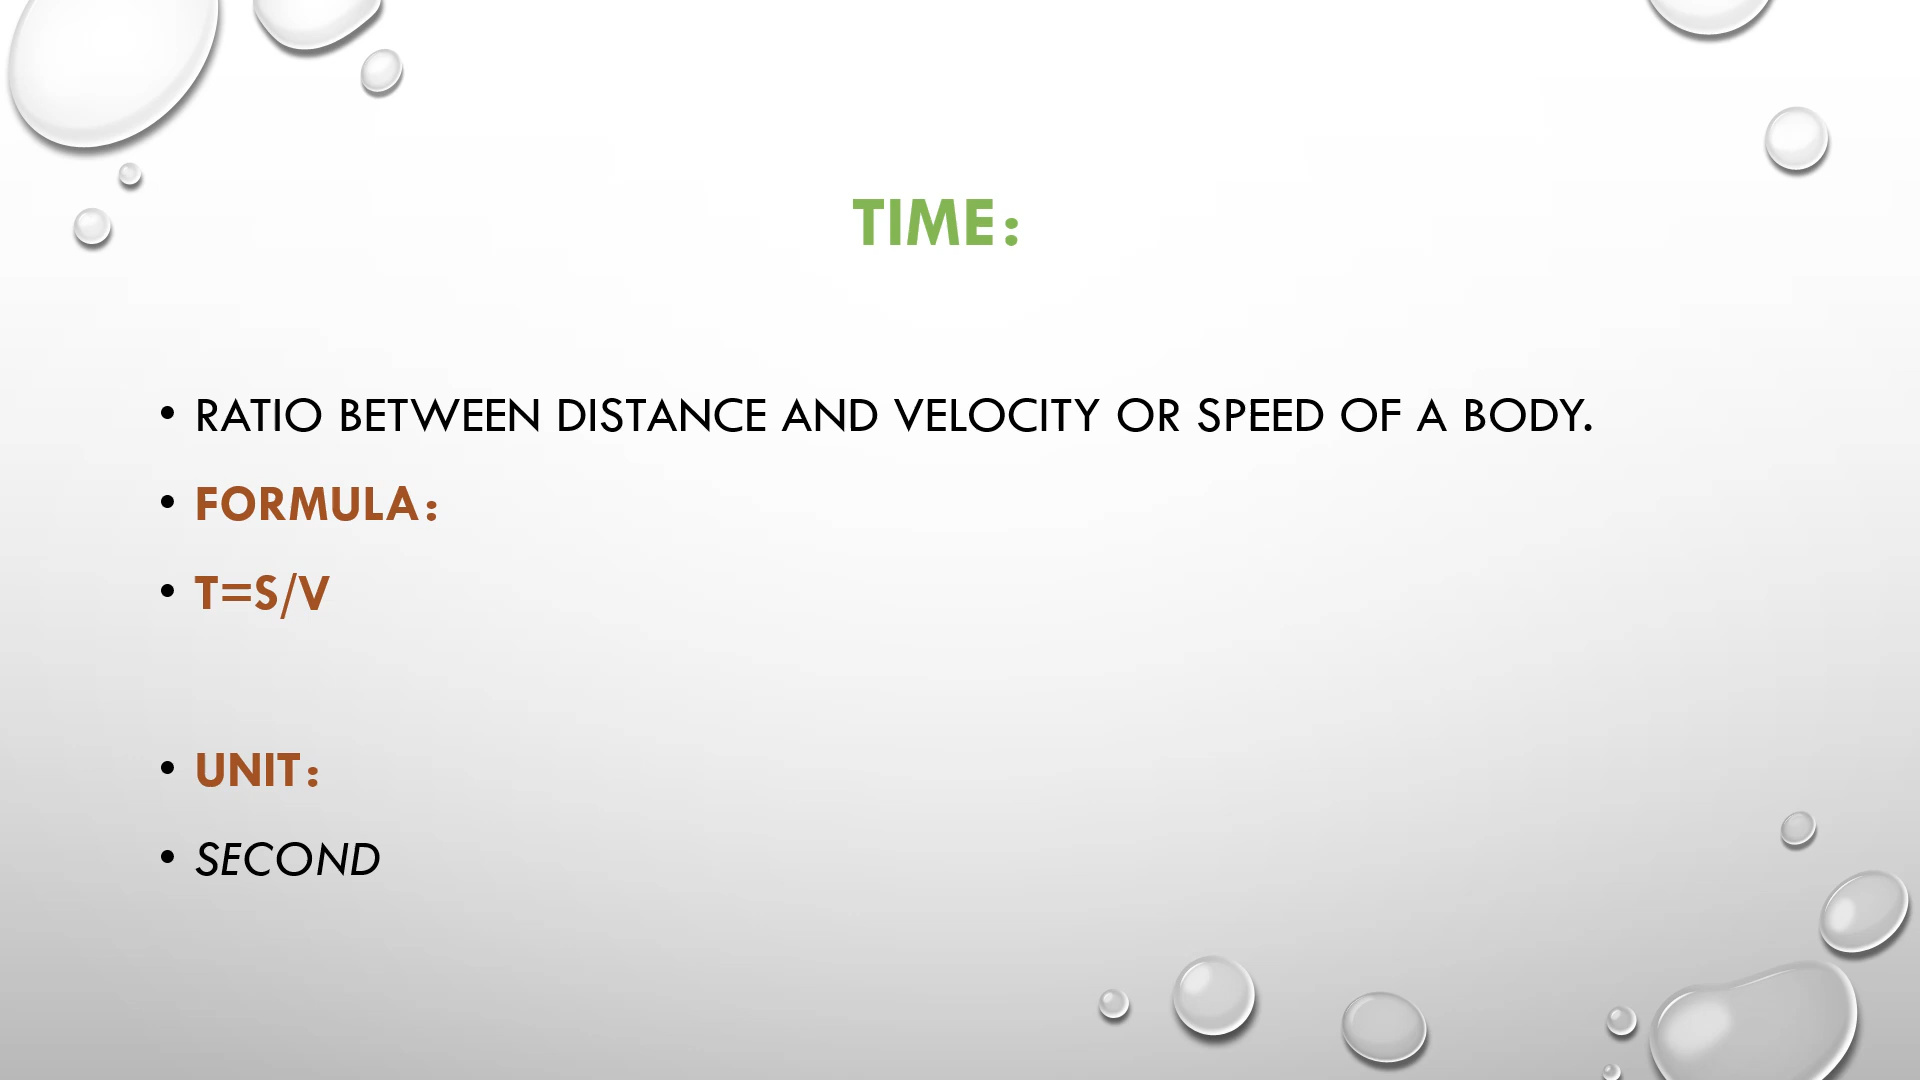 TIME:
• RATIO BETWEEN DISTANCE AND VELOCITY OR SPEED OF A BODY.
• FORMULA:
• T=S/V
• UNIT:
• SECOND